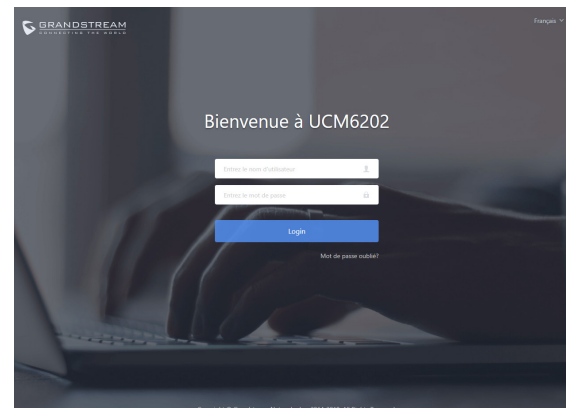 GRANDSTREAM
CONNECTING THE WORLD
Français
Bienvenue à UCM6202
Entrez le nom d'utilisateur
Entrez le mot de passe
Login
Mot de passe oublié?